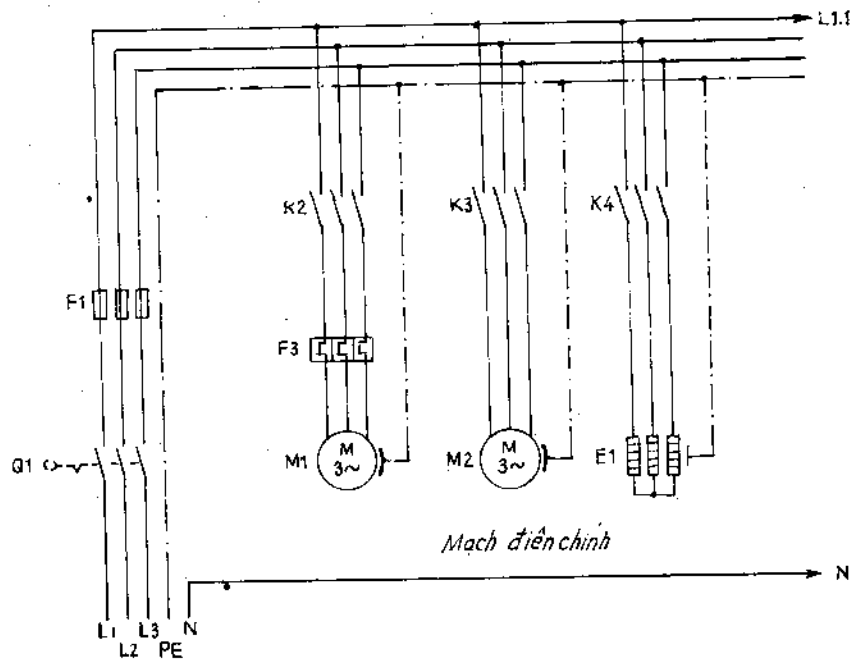 L1.1
K2
K3
K4
F1
F3
Q1
M1
M
3~
M2
M
3~
E1
Mạch điện chính
N
L1
L2
L3
PE
N